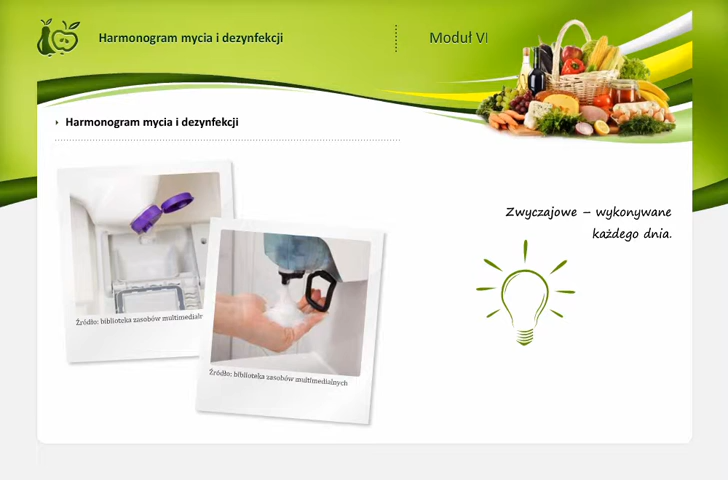 Harmonogram mycia i dezynfekcji
Moduł VI
Harmonogram mycia i dezynfekcji
Zwyczajowe – wykonywane
każdego dnia.
Źródło: biblioteka zasobów multimedialr
Źródło: biblioteka zasobów multimedialnych